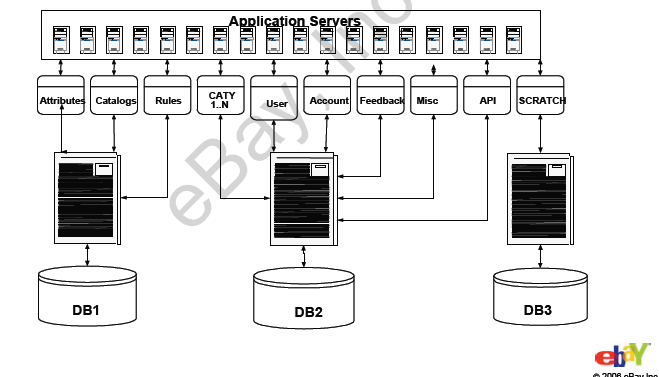 Application Servers
Attributes
Catalogs
Rules
CATY
1..N
User
Account
Feedback
Misc
API
SCRATCH
eBay, Inc
DB1
DB2
DB3
ebaY
© 2006 eBay Inc